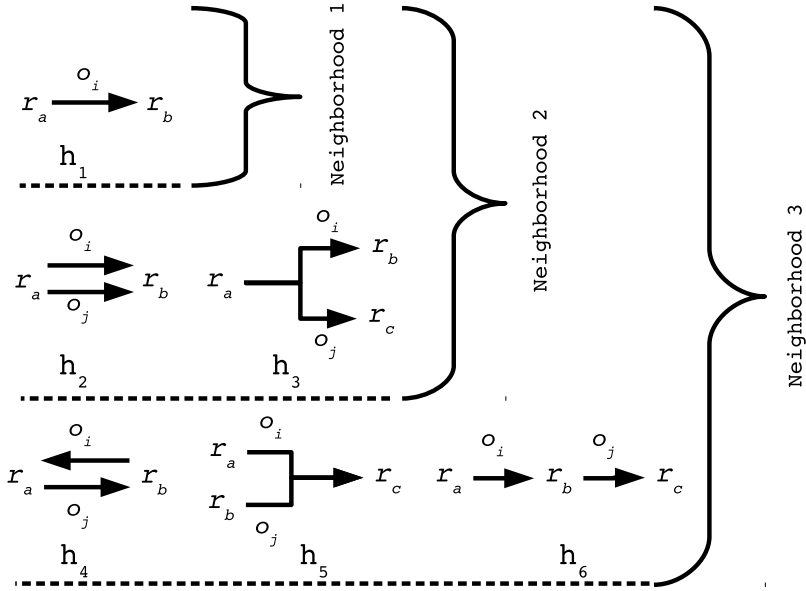 o_i
r_a r_b
h_1
Neighborhood 1
o_i
r_a r_b
o_j
h_2
o_i
r_a r_b
r_c
o_j
h_3
Neighborhood 2
o_i
r_a r_b
o_j
h_4
o_i
r_a
r_c
r_b
o_j
h_5
o_i o_j
r_a r_b r_c
h_6
Neighborhood 3